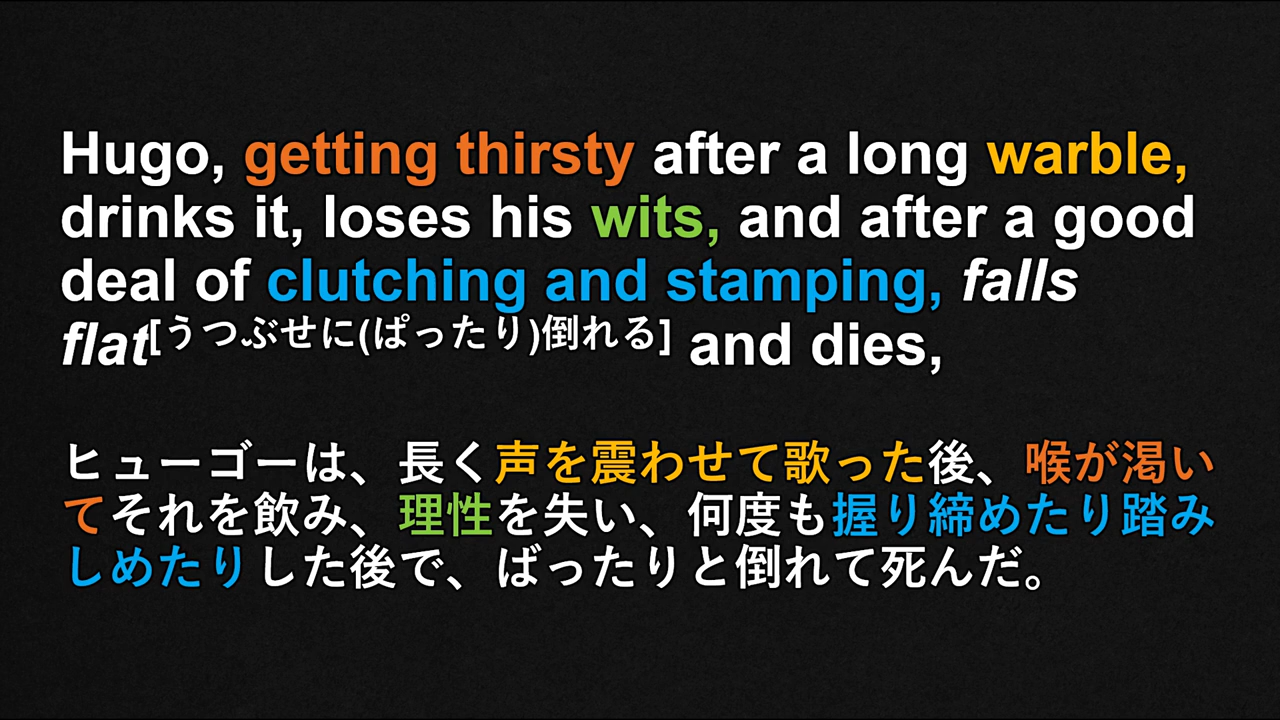 Hugo, getting thirsty after a long warble,
drinks it, loses his wits, and after a good
deal of clutching and stamping, falls
flat[うつぶせに(ぱったり)倒れる] and dies,
ヒューゴーは、長く声を震わせて歌った後、喉が渇い
てそれを飲み、理性を失い、何度も握り締めたり踏み
しめたりした後で、ばったりと倒れて死んだ。